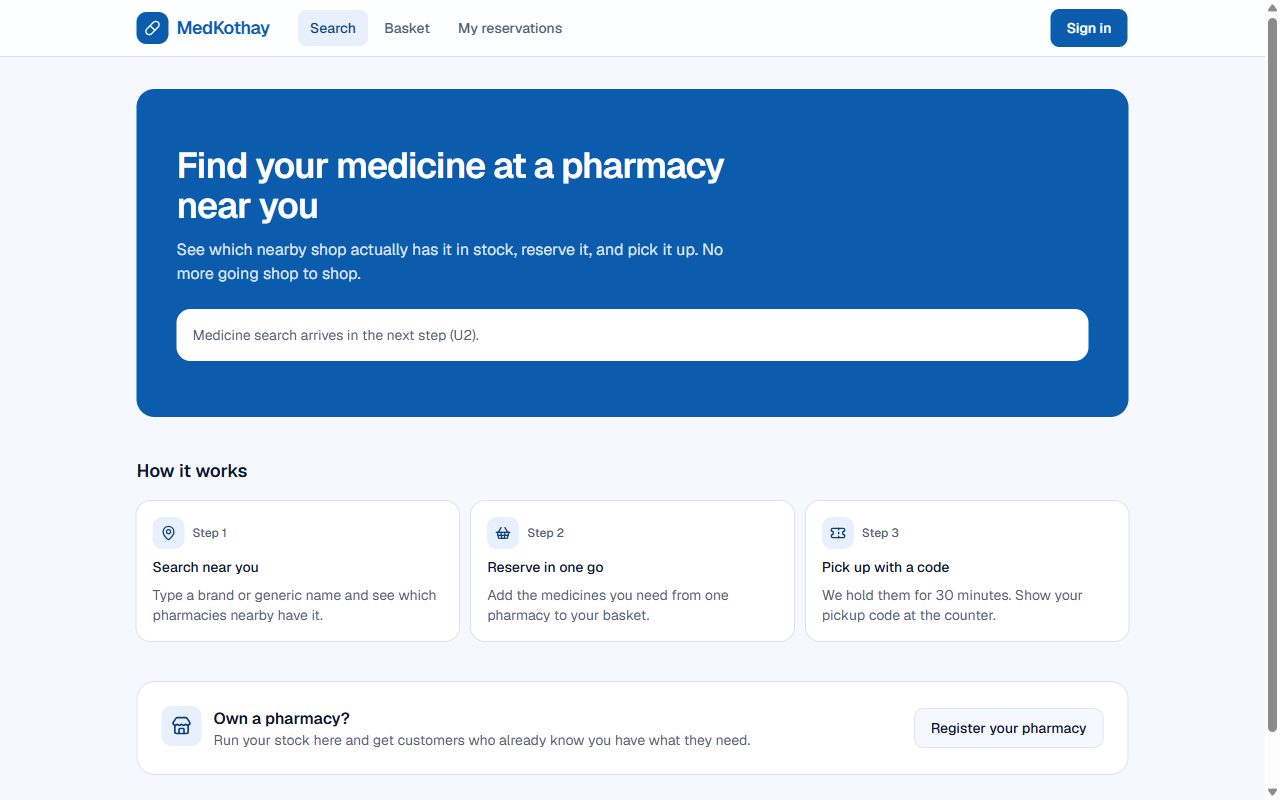 MedKothay
Search
Basket
My reservations
Sign in
Find your medicine at a pharmacy
near you
See which nearby shop actually has it in stock, reserve it, and pick it up. No
more going shop to shop.
Medicine search arrives in the next step (U2).
How it works
Step 1
Search near you
Type a brand or generic name and see which
pharmacies nearby have it.
Step 2
Reserve in one go
Add the medicines you need from one
pharmacy to your basket.
Step 3
Pick up with a code
We hold them for 30 minutes. Show your
pickup code at the counter.
Own a pharmacy?
Run your stock here and get customers who already know you have what they need.
Register your pharmacy